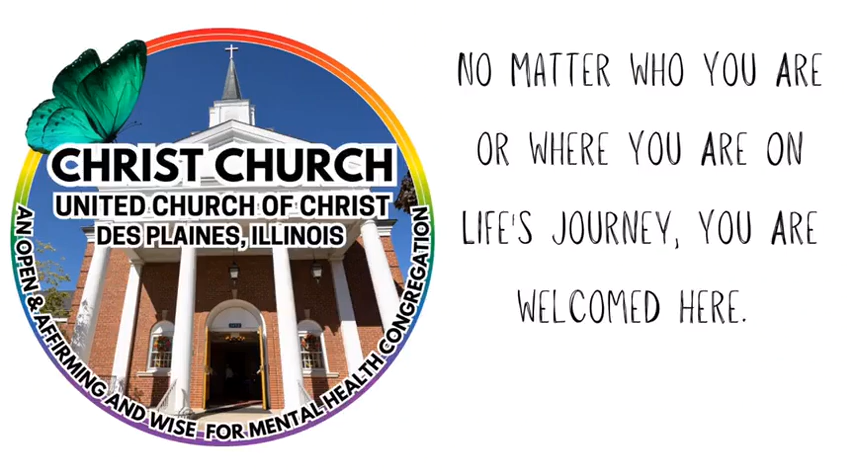 CHRIST CHURCH
UNITED CHURCH OF CHRIST
DES PLAINES, ILLINOIS
AN OPEN & AFFIRMING AND WISE FOR MENTAL HEALTH CONGREGATION
NO MATTER WHO YOU ARE
OR WHERE YOU ARE ON
LIFE'S JOURNEY, YOU ARE
WELCOMED HERE.